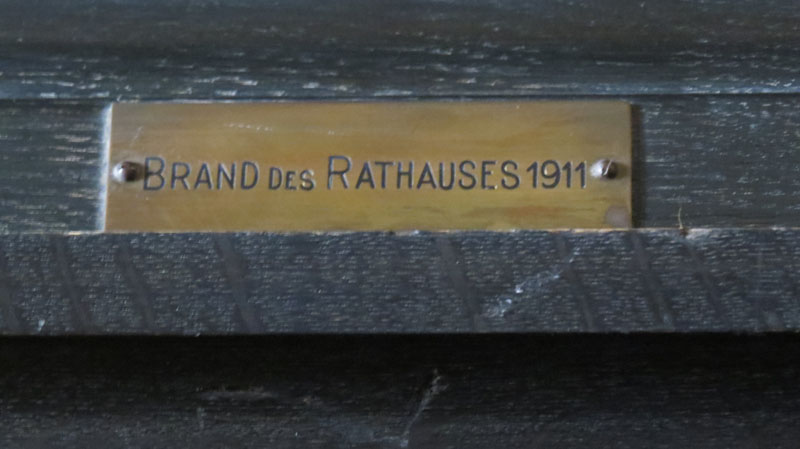 BRAND DES RATHAUSES 1911